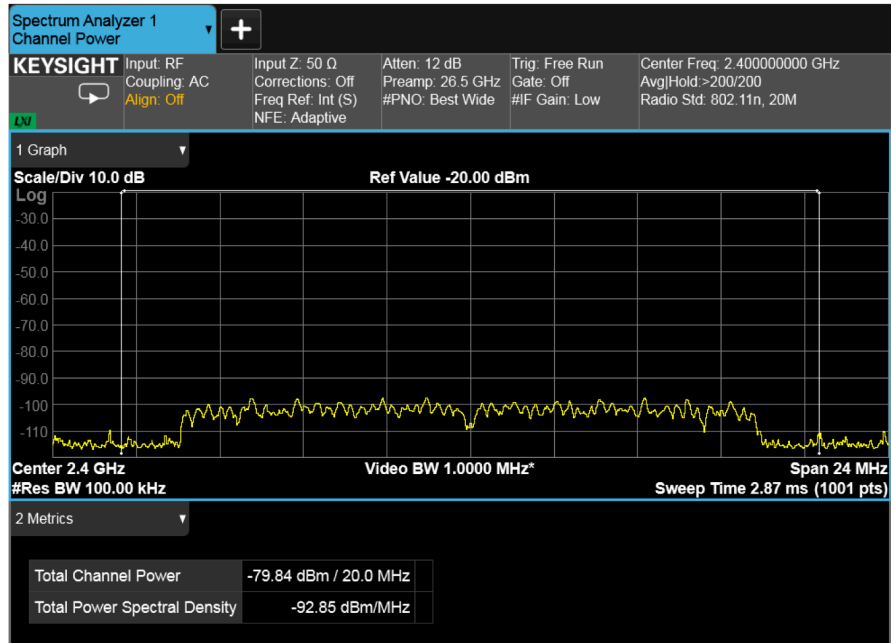 Spectrum Analyzer 1
Channel Power
+
KEYSIGHT
LXI
Input: RF
Coupling: AC
Align: Off
Input Z: 50 Ω
Corrections: Off
Freq Ref: Int (S)
NFE: Adaptive
Atten: 12 dB
Preamp: 26.5 GHz
#PNO: Best Wide
Trig: Free Run
Gate: Off
#IF Gain: Low
Center Freq: 2.400000000 GHz
Avg|Hold:>200/200
Radio Std: 802.11n, 20M
1 Graph
Scale/Div 10.0 dB Ref Value -20.00 dBm
Log
-30.0
-40.0
-50.0
-60.0
-70.0
-80.0
-90.0
-100
-110
Center 2.4 GHz Video BW 1.0000 MHz* Span 24 MHz
#Res BW 100.00 kHz Sweep Time 2.87 ms (1001 pts)
2 Metrics
Total Channel Power -79.84 dBm / 20.0 MHz
Total Power Spectral Density -92.85 dBm/MHz